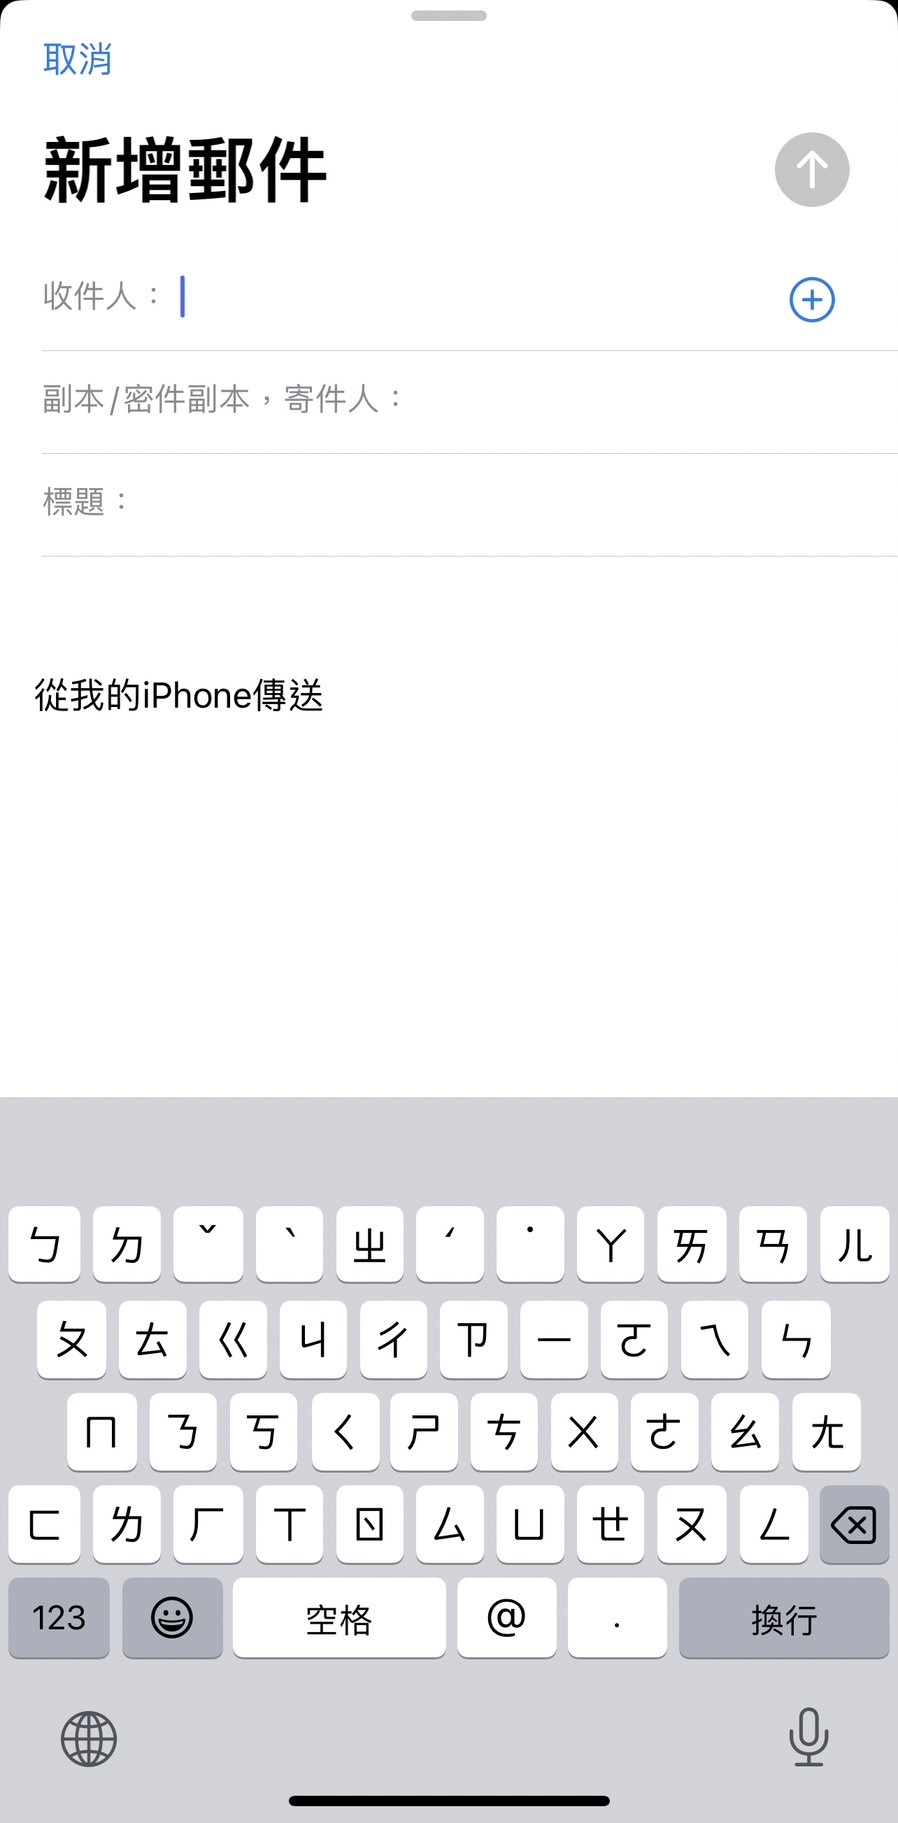 取消
新增郵件
收件人：
副本/密件副本，寄件人：
標題：
從我的iPhone傳送
ㄅ ㄉ ˇ ˋ ㄓ ˊ ˙ ㄚ ㄞ ㄢ ㄦ
ㄆ ㄊ ㄍ ㄐ ㄔ ㄗ ㄧ ㄛ ㄟ ㄣ
ㄇ ㄋ ㄎ ㄑ ㄕ ㄘ ㄨ ㄜ ㄠ ㄤ
ㄈ ㄌ ㄏ ㄒ ㄖ ㄙ ㄩ ㄝ ㄡ ㄥ
123 空格 @ . 換行